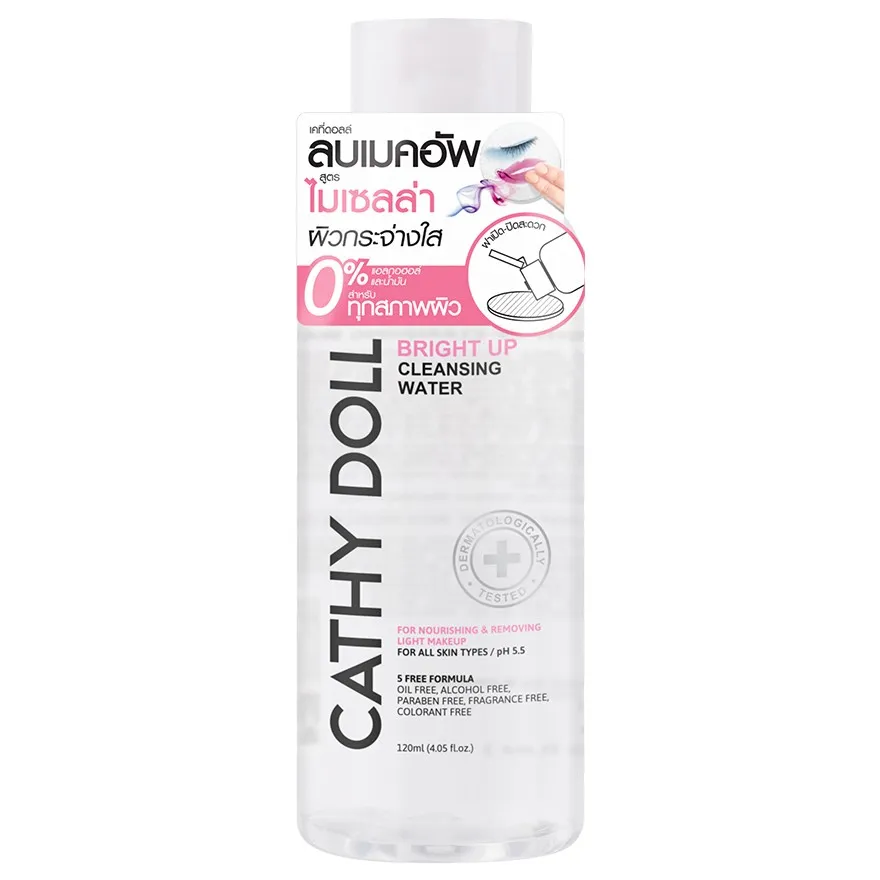 เคที่ดอลล์
ลบเมคอัพ
สูตร
ไมเซลล่า
ผิวกระจ่างใส
0%
แอลกอฮอล์
และน้ำมัน
สำหรับ
ทุกสภาพผิว
ฝาเปิด-ปิดสะดวก
CATHY DOLL
BRIGHT UP
CLEANSING
WATER
DERMATOLOGICALLY
TESTED
FOR NOURISHING & REMOVING
LIGHT MAKEUP
FOR ALL SKIN TYPES / pH 5.5
5 FREE FORMULA
OIL FREE, ALCOHOL FREE,
PARABEN FREE, FRAGRANCE FREE,
COLORANT FREE
120ml (4.05 fl.oz.)